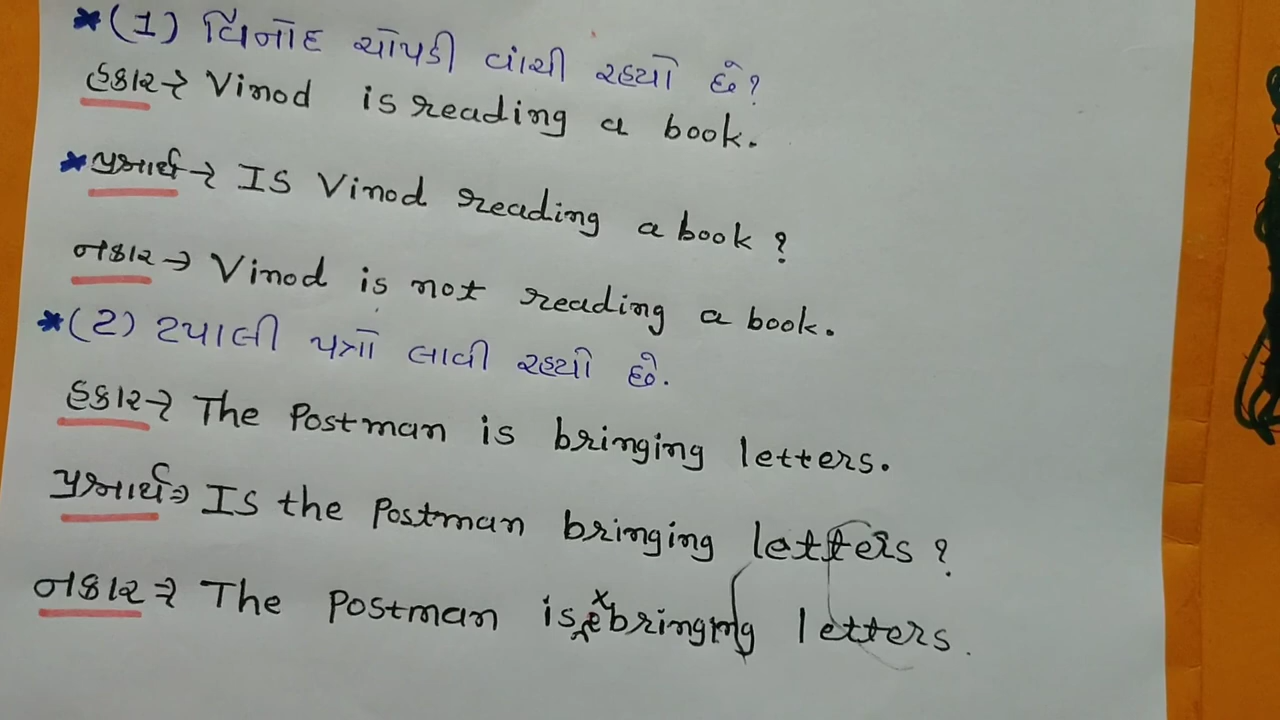 *(1) વિનોદ ચોપડી વાંચી રહ્યો છે?
હકાર → Vinod is reading a book.
*પ્રશ્નાર્થ → Is Vinod reading a book?
નકાર → Vinod is not reading a book.
*(2) ટપાલી પત્રો લાવી રહ્યો છે.
હકાર → The Postman is bringing letters.
પ્રશ્નાર્થ → Is the Postman bringing letters?
નકાર → The Postman is bringing letters.